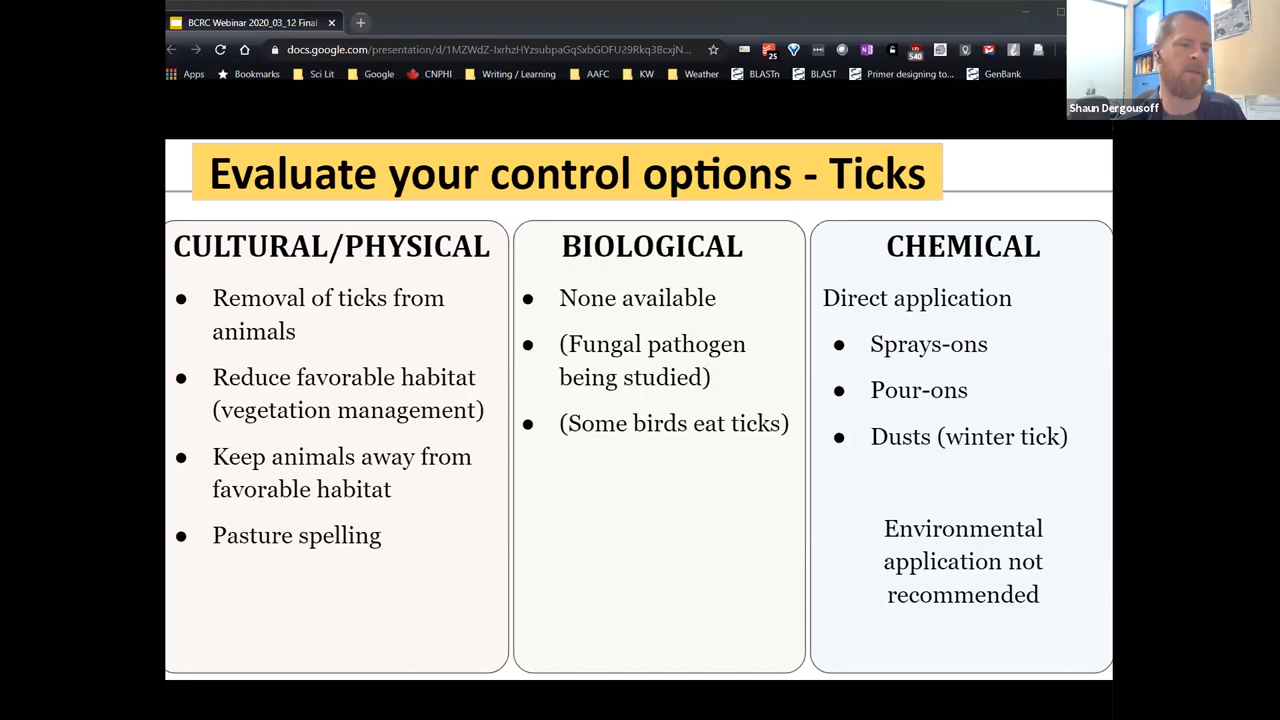 BCRC Webinar 2020_03_12 Final
docs.google.com/presentation/d/1MZWdZ-IxrhzHYzsubpaGqSxbGOFU29Rkq3BcxjN...
25
540
Apps
Bookmarks
Sci Lit
Google
CNPHI
Writing / Learning
AAFC
KW
Weather
BLASTn
BLAST
Primer designing to...
GenBank
Shaun Dergousoff
Evaluate your control options - Ticks
CULTURAL/PHYSICAL
● Removal of ticks from
animals
● Reduce favorable habitat
(vegetation management)
● Keep animals away from
favorable habitat
● Pasture spelling
BIOLOGICAL
● None available
● (Fungal pathogen
being studied)
● (Some birds eat ticks)
CHEMICAL
Direct application
● Sprays-ons
● Pour-ons
● Dusts (winter tick)
Environmental
application not
recommended